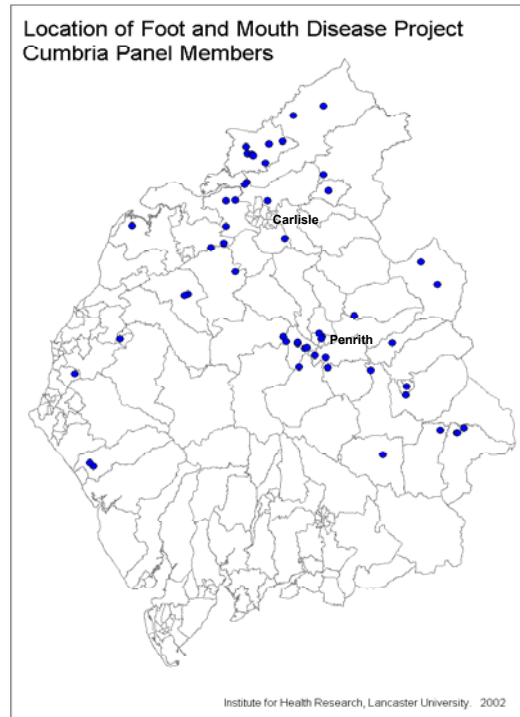 Location of Foot and Mouth Disease Project
Cumbria Panel Members
Carlisle
Penrith
Institute for Health Research, Lancaster University. 2002